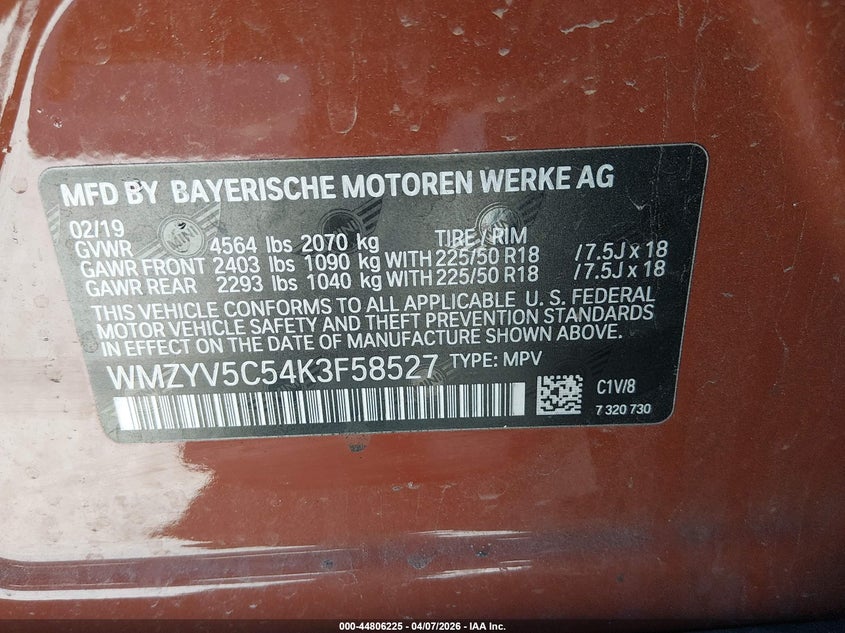 MFD BY BAYERISCHE MOTOREN WERKE AG
02/19 TIRE / RIM
GVWR 4564 lbs 2070 kg
GAWR FRONT 2403 lbs 1090 kg WITH 225/50 R18 / 7.5J x 18
GAWR REAR 2293 lbs 1040 kg WITH 225/50 R18 / 7.5J x 18
THIS VEHICLE CONFORMS TO ALL APPLICABLE U. S. FEDERAL
MOTOR VEHICLE SAFETY AND THEFT PREVENTION STANDARDS
IN EFFECT ON THE DATE OF MANUFACTURE SHOWN ABOVE.
WMZYV5C54K3F58527 TYPE: MPV
C1V/8
7 320 730
000-44806225 - 04/07/2026 - IAA Inc.